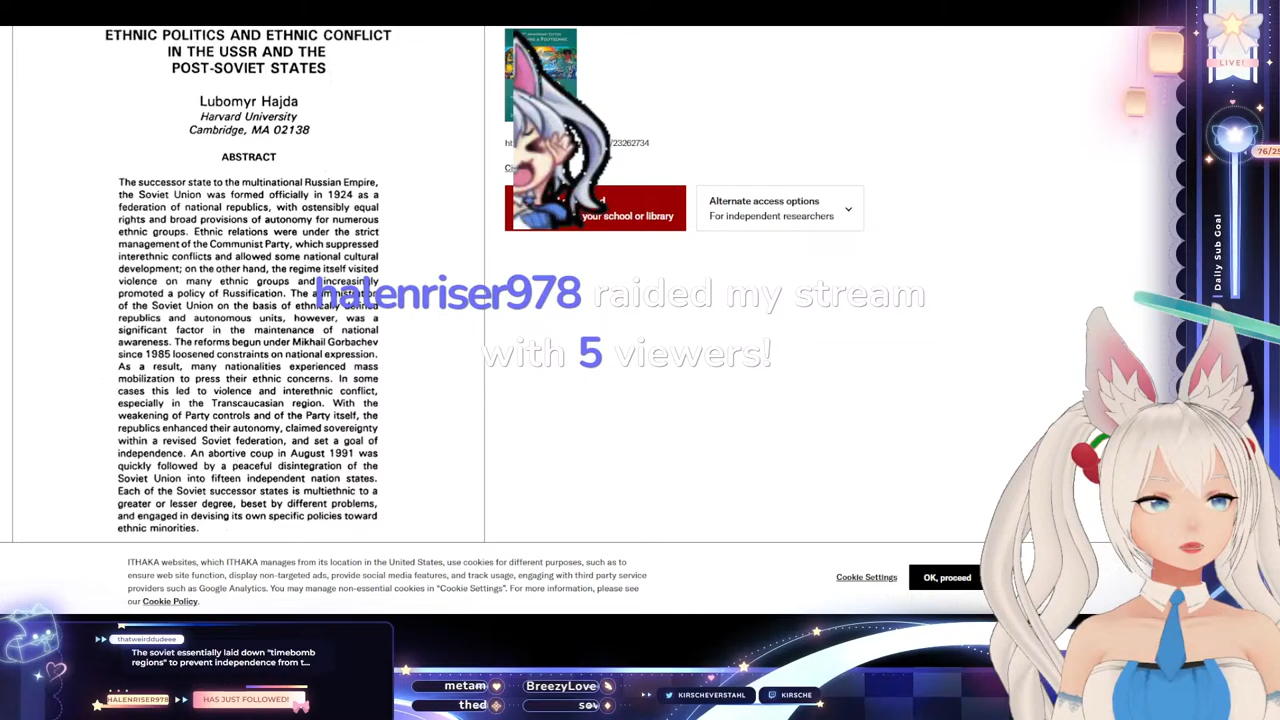 ETHNIC POLITICS AND ETHNIC CONFLICT
IN THE USSR AND THE
POST-SOVIET STATES
Lubomyr Hajda
Harvard University
Cambridge, MA 02138
ABSTRACT
The successor state to the multinational Russian Empire,
the Soviet Union was formed officially in 1924 as a
federation of national republics, with ostensibly equal
rights and broad provisions of autonomy for numerous
ethnic groups. Ethnic relations were under the strict
management of the Communist Party, which suppressed
interethnic conflicts and allowed some national cultural
development; on the other hand, the regime itself visited
violence on many ethnic groups and increasingly
promoted a policy of Russification. The administration
of the Soviet Union on the basis of ethnically defined
republics and autonomous units, however, was a
significant factor in the maintenance of national
awareness. The reforms begun under Mikhail Gorbachev
since 1985 loosened constraints on national expression.
As a result, many nationalities experienced mass
mobilization to press their ethnic concerns. In some
cases this led to violence and interethnic conflict,
especially in the Transcaucasian region. With the
weakening of Party controls and of the Party itself, the
republics enhanced their autonomy, claimed sovereignty
within a revised Soviet federation, and set a goal of
independence. An abortive coup in August 1991 was
quickly followed by a peaceful disintegration of the
Soviet Union into fifteen independent nation states.
Each of the Soviet successor states is multiethnic to a
greater or lesser degree, beset by different problems,
and engaged in devising its own specific policies toward
ethnic minorities.
/23262734
your school or library
Alternate access options
For independent researchers
halenriser978 raided my stream
with 5 viewers!
ITHAKA websites, which ITHAKA manages from its location in the United States, use cookies for different purposes, such as to
ensure web site function, display non-targeted ads, provide social media features, and track usage, engaging with third party service
providers such as Google Analytics. You may manage non-essential cookies in "Cookie Settings". For more information, please see
our Cookie Policy.
Cookie Settings
OK, proceed
LIVE!
76/25
Daily Sub Goal
thatweirddudeee
The soviet essentially laid down "timebomb
regions" to prevent independence from t...
HALENRISER978
HAS JUST FOLLOWED!
metam
BreezyLove
thed
KIRSCHEVERSTAHL
KIRSCHE